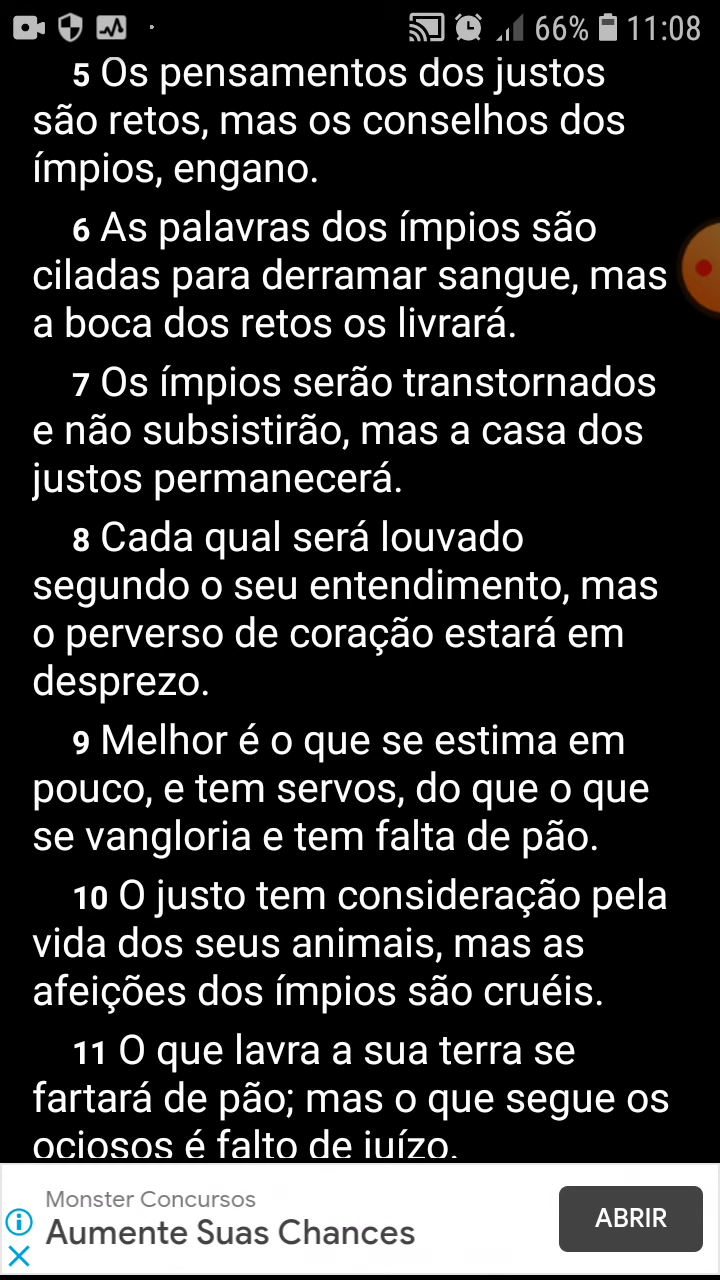 66% 11:08
5 Os pensamentos dos justos
são retos, mas os conselhos dos
ímpios, engano.
6 As palavras dos ímpios são
ciladas para derramar sangue, mas
a boca dos retos os livrará.
7 Os ímpios serão transtornados
e não subsistirão, mas a casa dos
justos permanecerá.
8 Cada qual será louvado
segundo o seu entendimento, mas
o perverso de coração estará em
desprezo.
9 Melhor é o que se estima em
pouco, e tem servos, do que o que
se vangloria e tem falta de pão.
10 O justo tem consideração pela
vida dos seus animais, mas as
afeições dos ímpios são cruéis.
11 O que lavra a sua terra se
fartará de pão; mas o que segue os
ociosos é falto de juízo.
Monster Concursos
Aumente Suas Chances
ABRIR